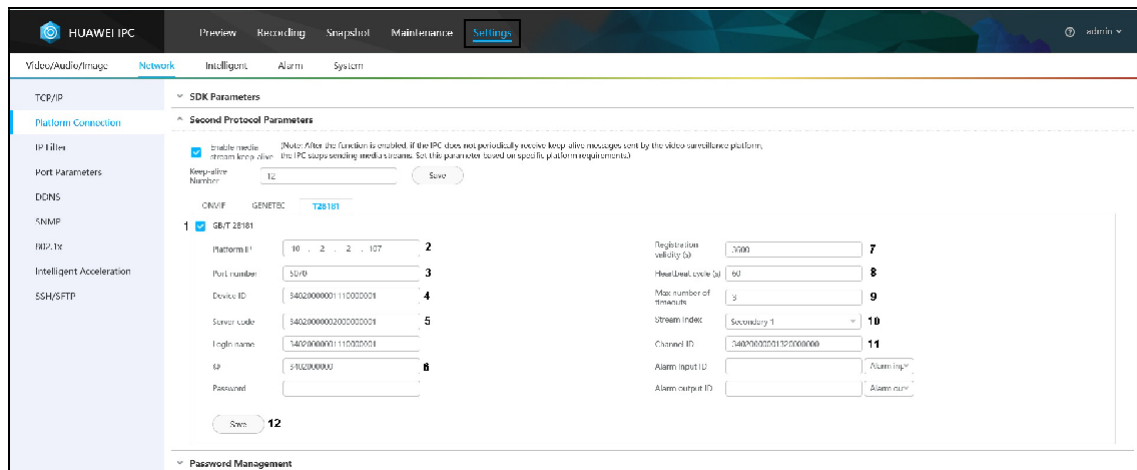 HUAWEI IPC
Preview Recording Snapshot Maintenance Settings
admin
Video/Audio/Image Network Intelligent Alarm System
TCP/IP
Platform Connection
IP Filter
Port Parameters
DDNS
SNMP
802.1x
Intelligent Acceleration
SSH/SFTP
SDK Parameters
Second Protocol Parameters
Enable media stream keep-alive
(Note: After the function is enabled, if the IPC does not periodically receive keep-alive messages sent by the video surveillance platform,
the IPC stops sending media streams. Set this parameter based on specific platform requirements.)
Keep-alive Number 12 Save
ONVIF GENETEC T28181
1 GB/T 28181
Platform IP 10 . 2 . 2 . 107 2
Port number 5070 3
Device ID 34020000001110000001 4
Server code 34020000002000000001 5
Login name 34020000001110000001
ID 3402000000 6
Password
Save 12
Registration validity (s) 3600 7
Heartbeat cycle (s) 60 8
Max number of timeouts 3 9
Stream Index Secondary 1 10
Channel ID 34020000001320000000 11
Alarm input ID Alarm inp
Alarm output ID Alarm ou
Password Management